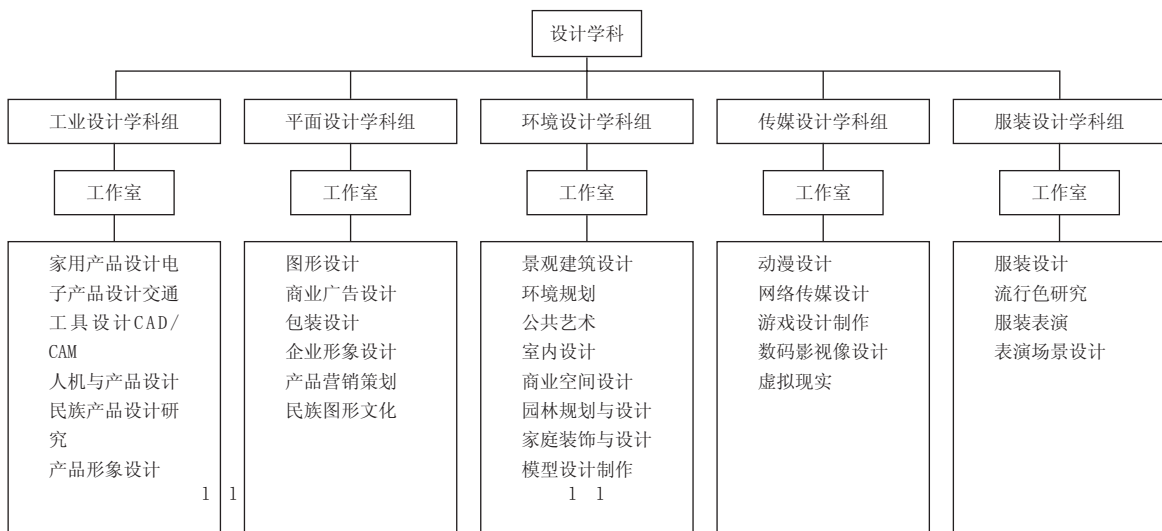 设计学科
工业设计学科组
平面设计学科组
环境设计学科组
传媒设计学科组
服装设计学科组
工作室
工作室
工作室
工作室
工作室
家用产品设计电
子产品设计交通
工具设计CAD/
CAM
人机与产品设计
民族产品设计研
究
产品形象设计
图形设计
商业广告设计
包装设计
企业形象设计
产品营销策划
民族图形文化
景观建筑设计
环境规划
公共艺术
室内设计
商业空间设计
园林规划与设计
家庭装饰与设计
模型设计制作
动漫设计
网络传媒设计
游戏设计制作
数码影视像设计
虚拟现实
服装设计
流行色研究
服装表演
表演场景设计
1 1
1 1